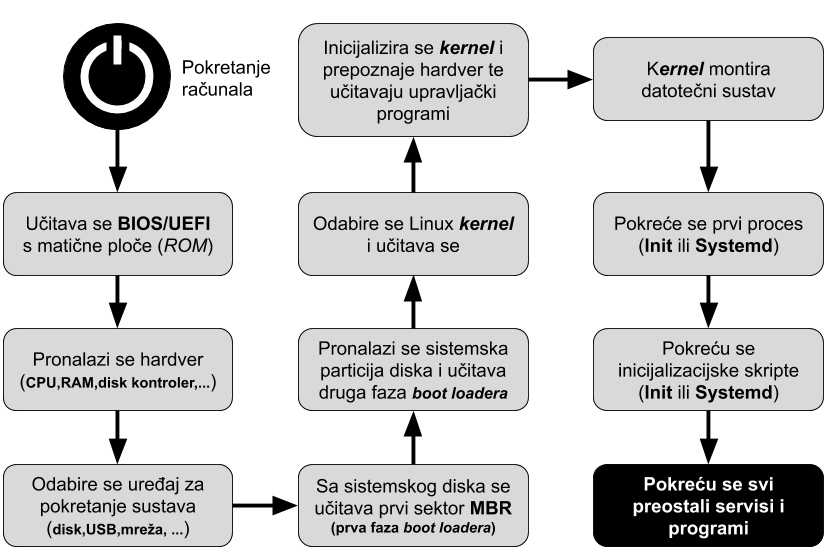 Pokretanje
računala
Učitava se BIOS/UEFI
s matične ploče (ROM)
Pronalazi se hardver
(CPU,RAM,disk kontroler,...)
Odabire se uređaj za
pokretanje sustava
(disk,USB,mreža, ...)
Sa sistemskog diska se
učitava prvi sektor MBR
(prva faza boot loadera)
Pronalazi se sistemska
particija diska i učitava
druga faza boot loadera
Odabire se Linux kernel
i učitava se
Inicijalizira se kernel i
prepoznaje hardver te
učitavaju upravljački
programi
Kernel montira
datotečni sustav
Pokreće se prvi proces
(Init ili Systemd)
Pokreću se
inicijalizacijske skripte
(Init ili Systemd)
Pokreću se svi
preostali servisi i
programi